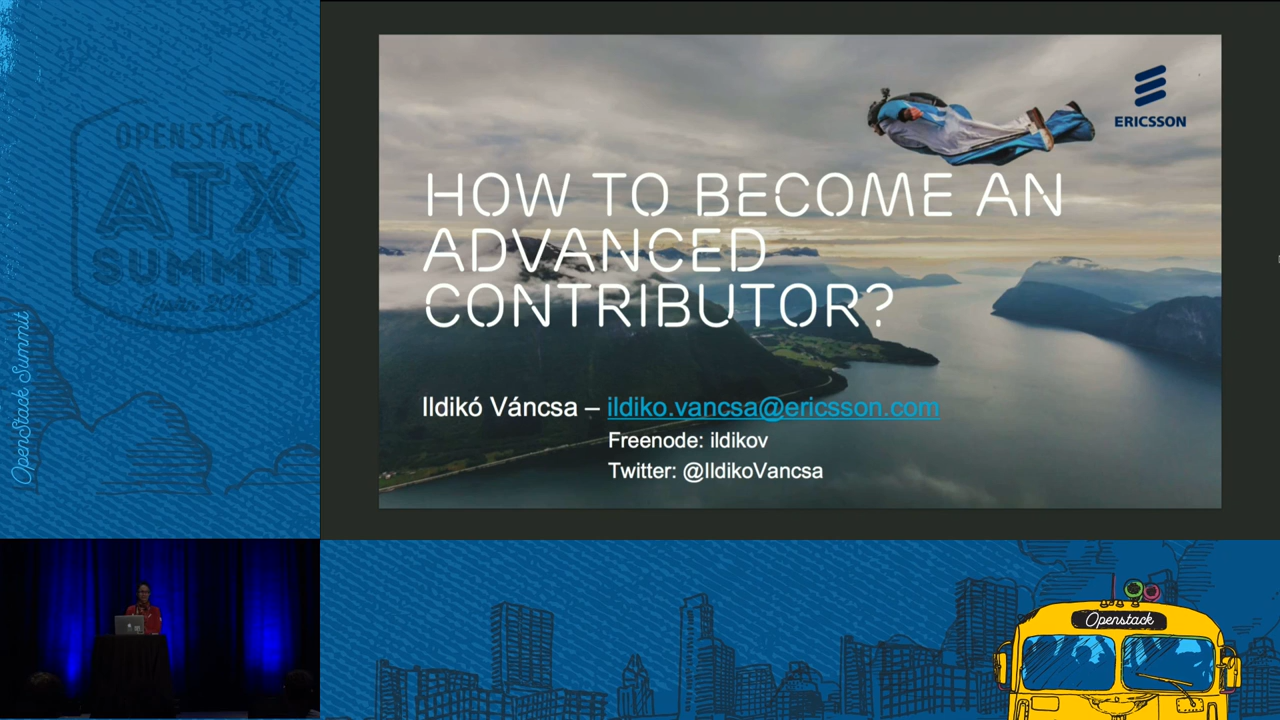 OPENSTACK
ATX
SUMMIT
OpenStack Summit
ERICSSON
HOW TO BECOME AN
ADVANCED
CONTRIBUTOR?
Ildikó Váncsa – ildiko.vancsa@ericsson.com
Freenode: ildikov
Twitter: @IldikoVancsa
Openstack